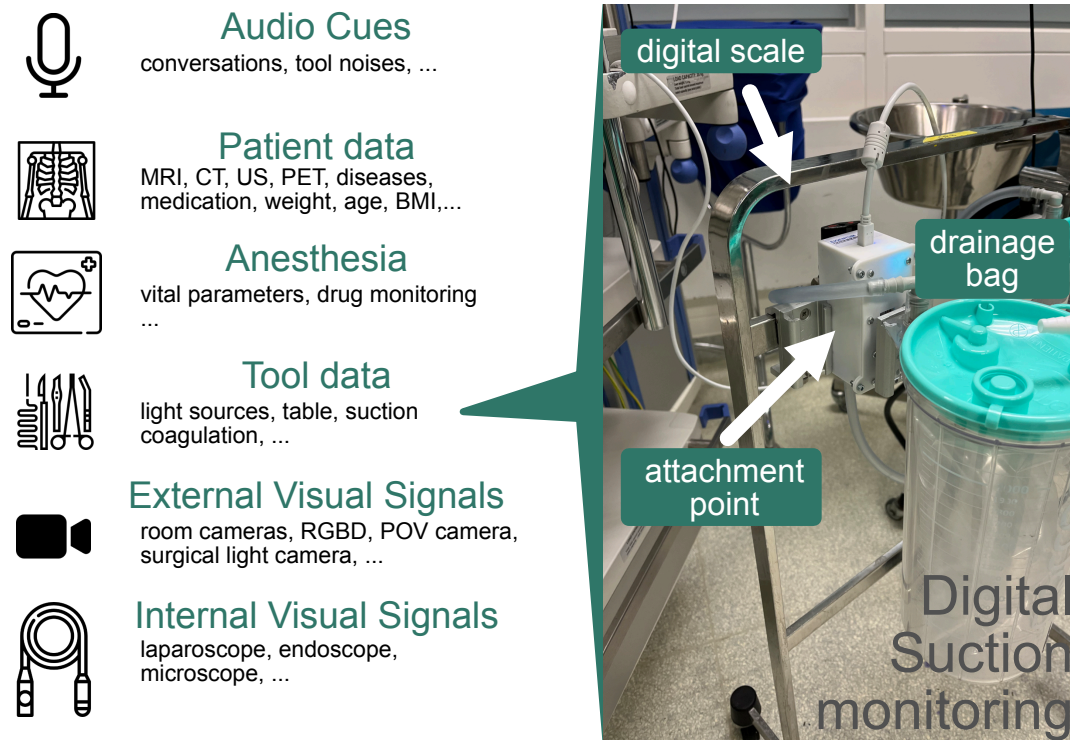 Audio Cues
conversations, tool noises, ...
Patient data
MRI, CT, US, PET, diseases,
medication, weight, age, BMI,...
Anesthesia
vital parameters, drug monitoring
...
Tool data
light sources, table, suction
coagulation, ...
External Visual Signals
room cameras, RGBD, POV camera,
surgical light camera, ...
Internal Visual Signals
laparoscope, endoscope,
microscope, ...
digital scale
drainage
bag
attachment
point
Digital
Suction
monitoring